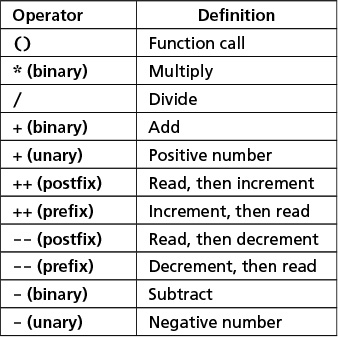 Operator Definition
() Function call
* (binary) Multiply
/ Divide
+ (binary) Add
+ (unary) Positive number
++ (postfix) Read, then increment
++ (prefix) Increment, then read
-- (postfix) Read, then decrement
-- (prefix) Decrement, then read
– (binary) Subtract
– (unary) Negative number